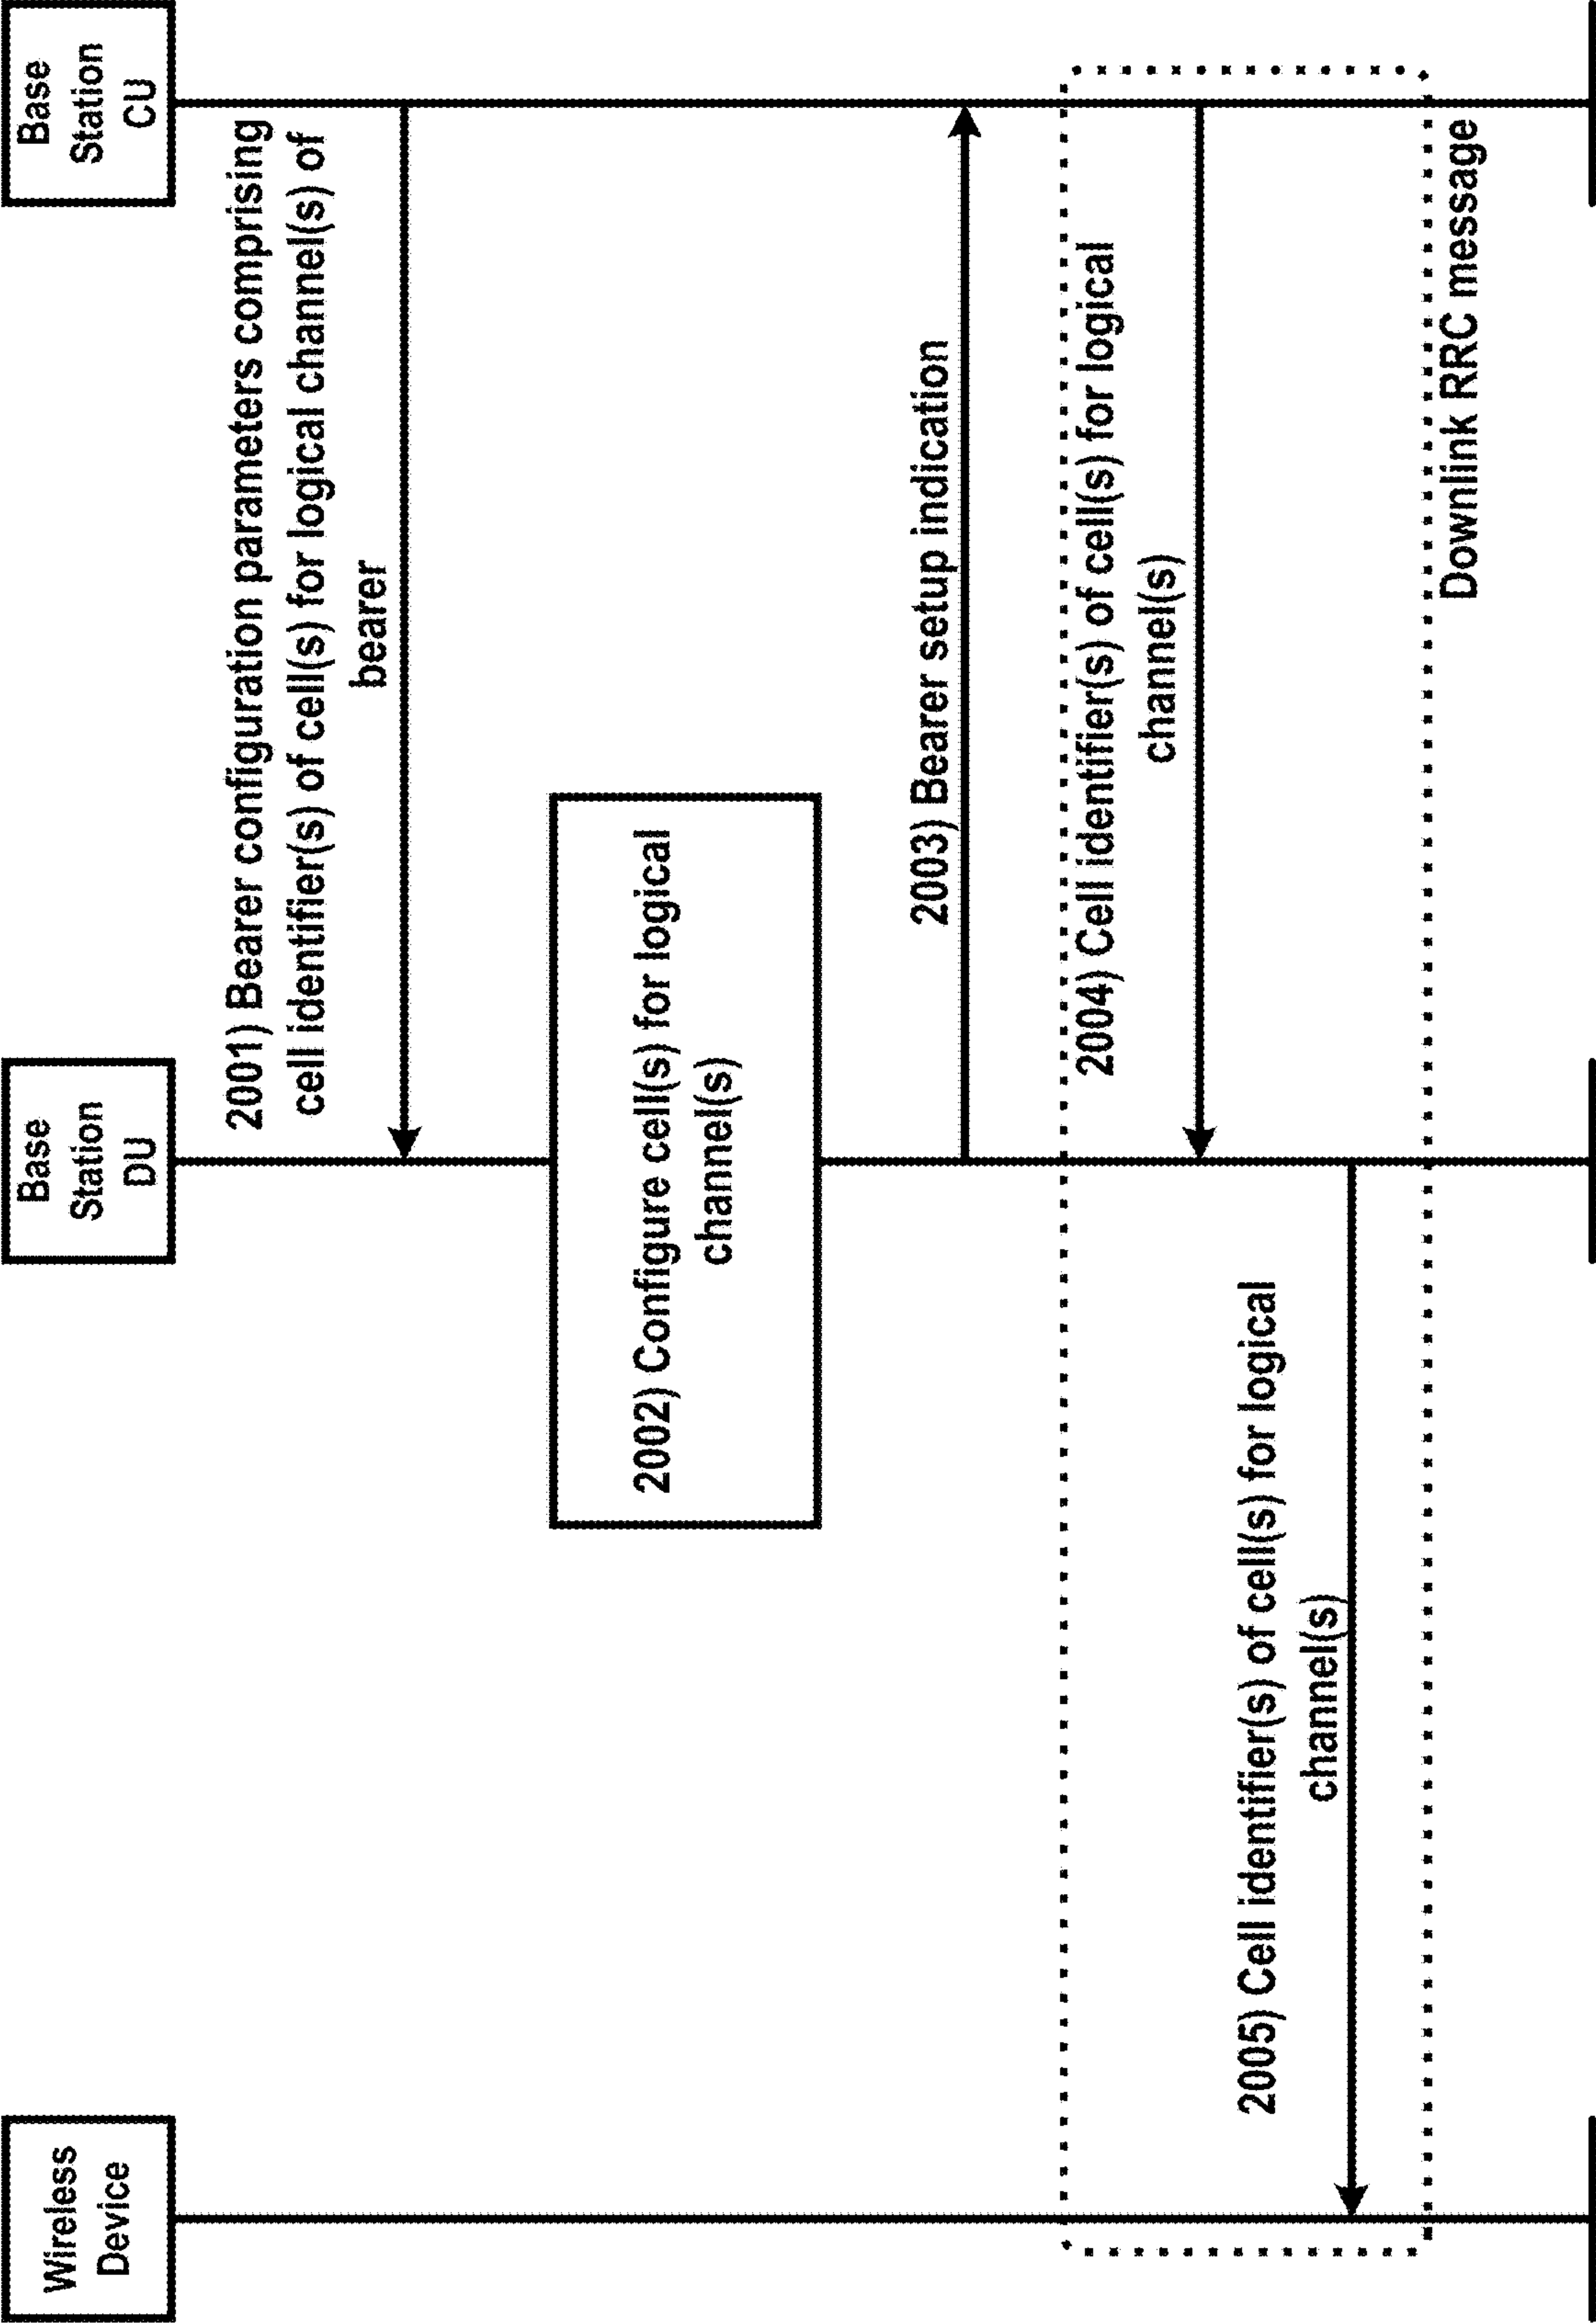 Wireless
Device
Base
Station
DU
Base
Station
CU
2001) Bearer configuration parameters comprising
cell identifier(s) of cell(s) for logical channel(s) of
bearer
2002) Configure cell(s) for logical
channel(s)
2003) Bearer setup indication
2004) Cell identifier(s) of cell(s) for logical
channel(s)
2005) Cell identifier(s) of cell(s) for logical
channel(s)
Downlink RRC message